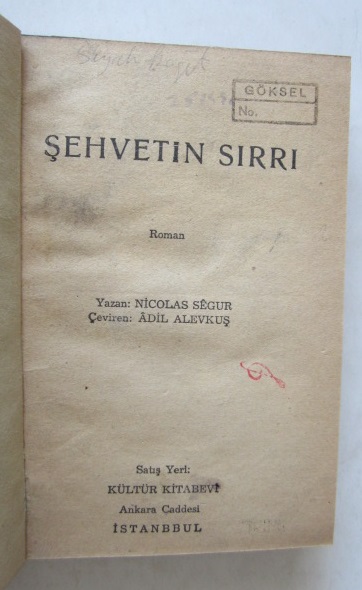 GÖKSEL
No.
ŞEHVETİN SIRRI
Roman
Yazan: NİCOLAS SÊGUR
Çeviren: ÂDİL ALEVKUŞ
Satış Yeri:
KÜLTÜR KİTABEVİ
Ankara Caddesi
İSTANBBUL